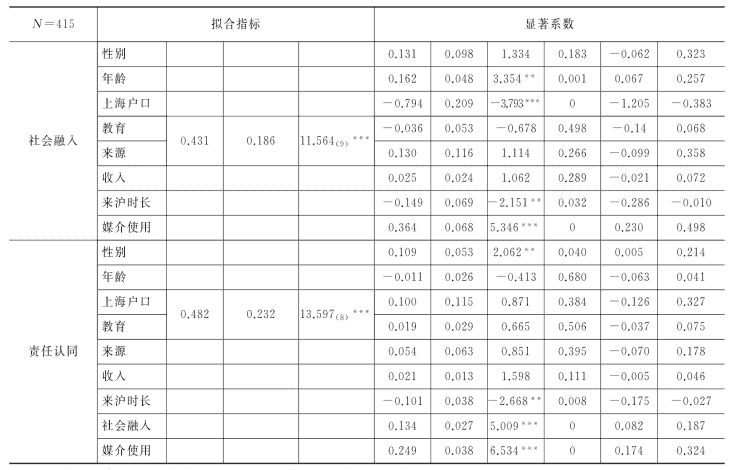 N=415 拟合指标 显著系数
社会融入
性别 0.131 0.098 1.334 0.183 −0.062 0.323
年龄 0.162 0.048 3.354** 0.001 0.067 0.257
上海户口 −0.794 0.209 −3.793*** 0 −1.205 −0.383
教育 0.431 0.186 11.564(9)*** −0.036 0.053 −0.678 0.498 −0.14 0.068
来源 0.130 0.116 1.114 0.266 −0.099 0.358
收入 0.025 0.024 1.062 0.289 −0.021 0.072
来沪时长 −0.149 0.069 −2.151** 0.032 −0.286 −0.010
媒介使用 0.364 0.068 5.346*** 0 0.230 0.498
责任认同
性别 0.109 0.053 2.062** 0.040 0.005 0.214
年龄 −0.011 0.026 −0.413 0.680 −0.063 0.041
上海户口 0.482 0.232 13.597(8)*** 0.100 0.115 0.871 0.384 −0.126 0.327
教育 0.019 0.029 0.665 0.506 −0.037 0.075
来源 0.054 0.063 0.851 0.395 −0.070 0.178
收入 0.021 0.013 1.598 0.111 −0.005 0.046
来沪时长 −0.101 0.038 −2.668** 0.008 −0.175 −0.027
社会融入 0.134 0.027 5.009*** 0 0.082 0.187
媒介使用 0.249 0.038 6.534*** 0 0.174 0.324